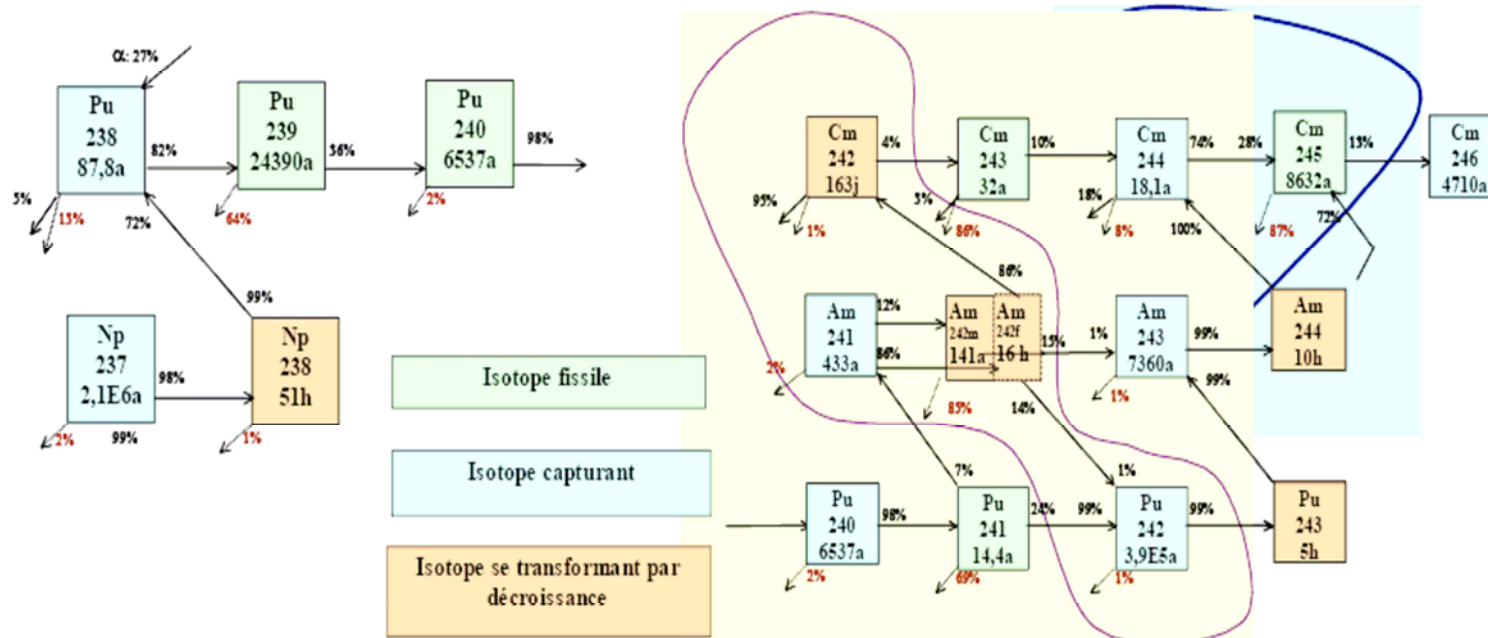 α: 27%
Pu
238
87,8a
82%
Pu
239
24390a
36%
Pu
240
6537a
98%
5%
13%
72%
64%
2%
99%
Np
237
2,1E6a
98%
Np
238
51h
2%
99%
1%
Isotope fissile
Isotope capturant
Isotope se transformant par
décroissance
Cm
242
163j
4%
Cm
243
32a
10%
Cm
244
18,1a
74%
28%
Cm
245
8632a
13%
Cm
246
4710a
95%
1%
3%
86%
18%
8%
100%
87%
72%
86%
Am
241
433a
12%
86%
Am
242m
141a
Am
242f
16 h
15%
1%
Am
243
7360a
99%
Am
244
10h
2%
85%
14%
1%
99%
7%
1%
Pu
240
6537a
98%
Pu
241
14,4a
24%
99%
Pu
242
3,9E5a
99%
Pu
243
5h
2%
69%
1%